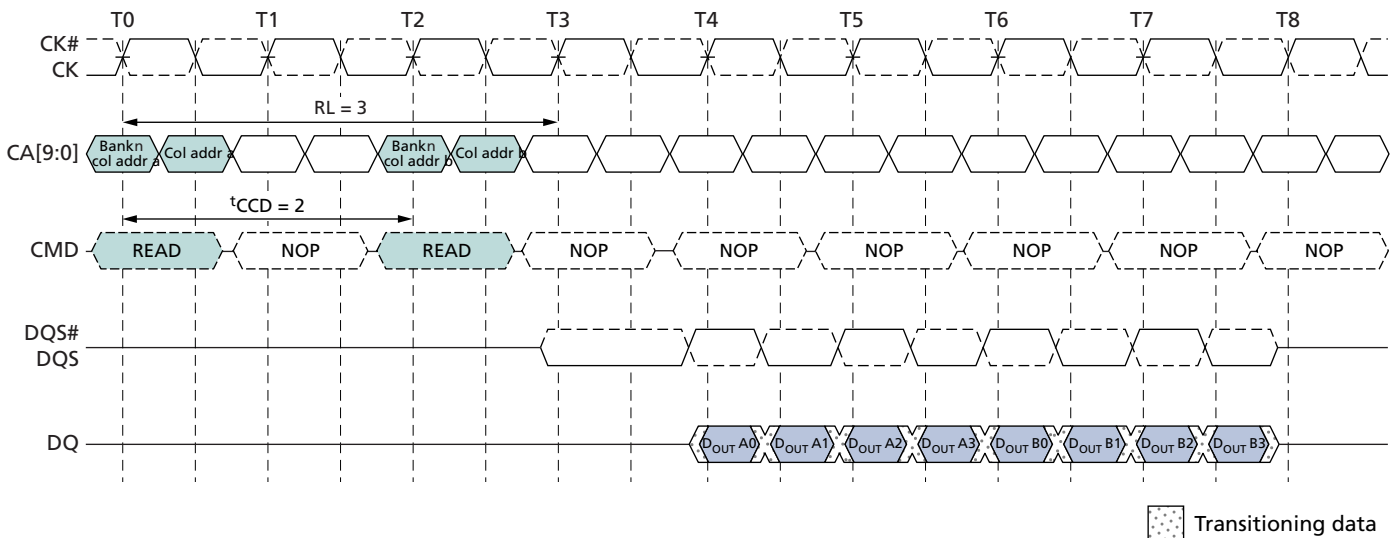 T0 T1 T2 T3 T4 T5 T6 T7 T8
CK#
CK
RL = 3
CA[9:0]
Bankn
col addr a
Col addr a
Bankn
col addr b
Col addr b
tCCD = 2
CMD READ NOP READ NOP NOP NOP NOP NOP NOP
DQS#
DQS
DQ DOUT A0 DOUT A1 DOUT A2 DOUT A3 DOUT B0 DOUT B1 DOUT B2 DOUT B3
Transitioning data